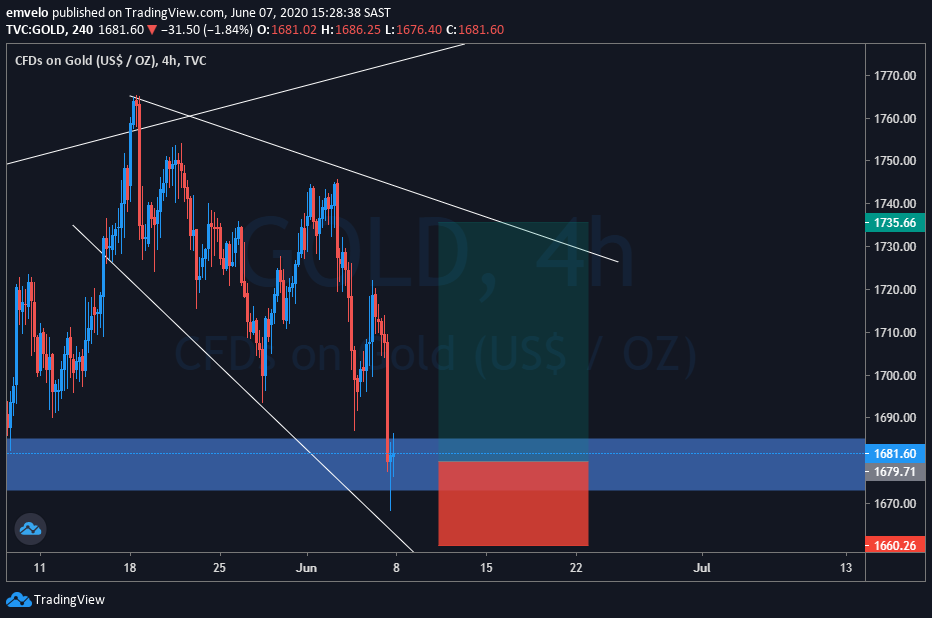 emvelo published on TradingView.com, June 07, 2020 15:28:38 SAST
TVC:GOLD, 240 1681.60 ▼ −31.50 (−1.84%) O:1681.02 H:1686.25 L:1676.40 C:1681.60
CFDs on Gold (US$ / OZ), 4h, TVC
GOLD, 4h
CFDs on Gold (US$ / OZ)
1770.00
1760.00
1750.00
1740.00
1735.66
1730.00
1720.00
1710.00
1700.00
1690.00
1681.60
1679.71
1670.00
1660.26
11 18 25 Jun 8 15 22 Jul 13
TradingView